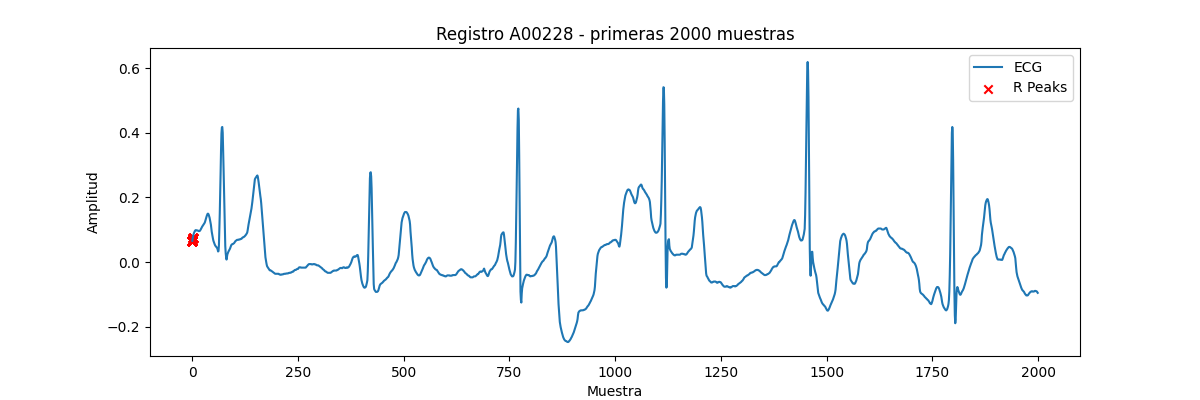 Registro A00228 - primeras 2000 muestras
ECG
R Peaks
Amplitud
0.6
0.4
0.2
0.0
−0.2
0 250 500 750 1000 1250 1500 1750 2000
Muestra